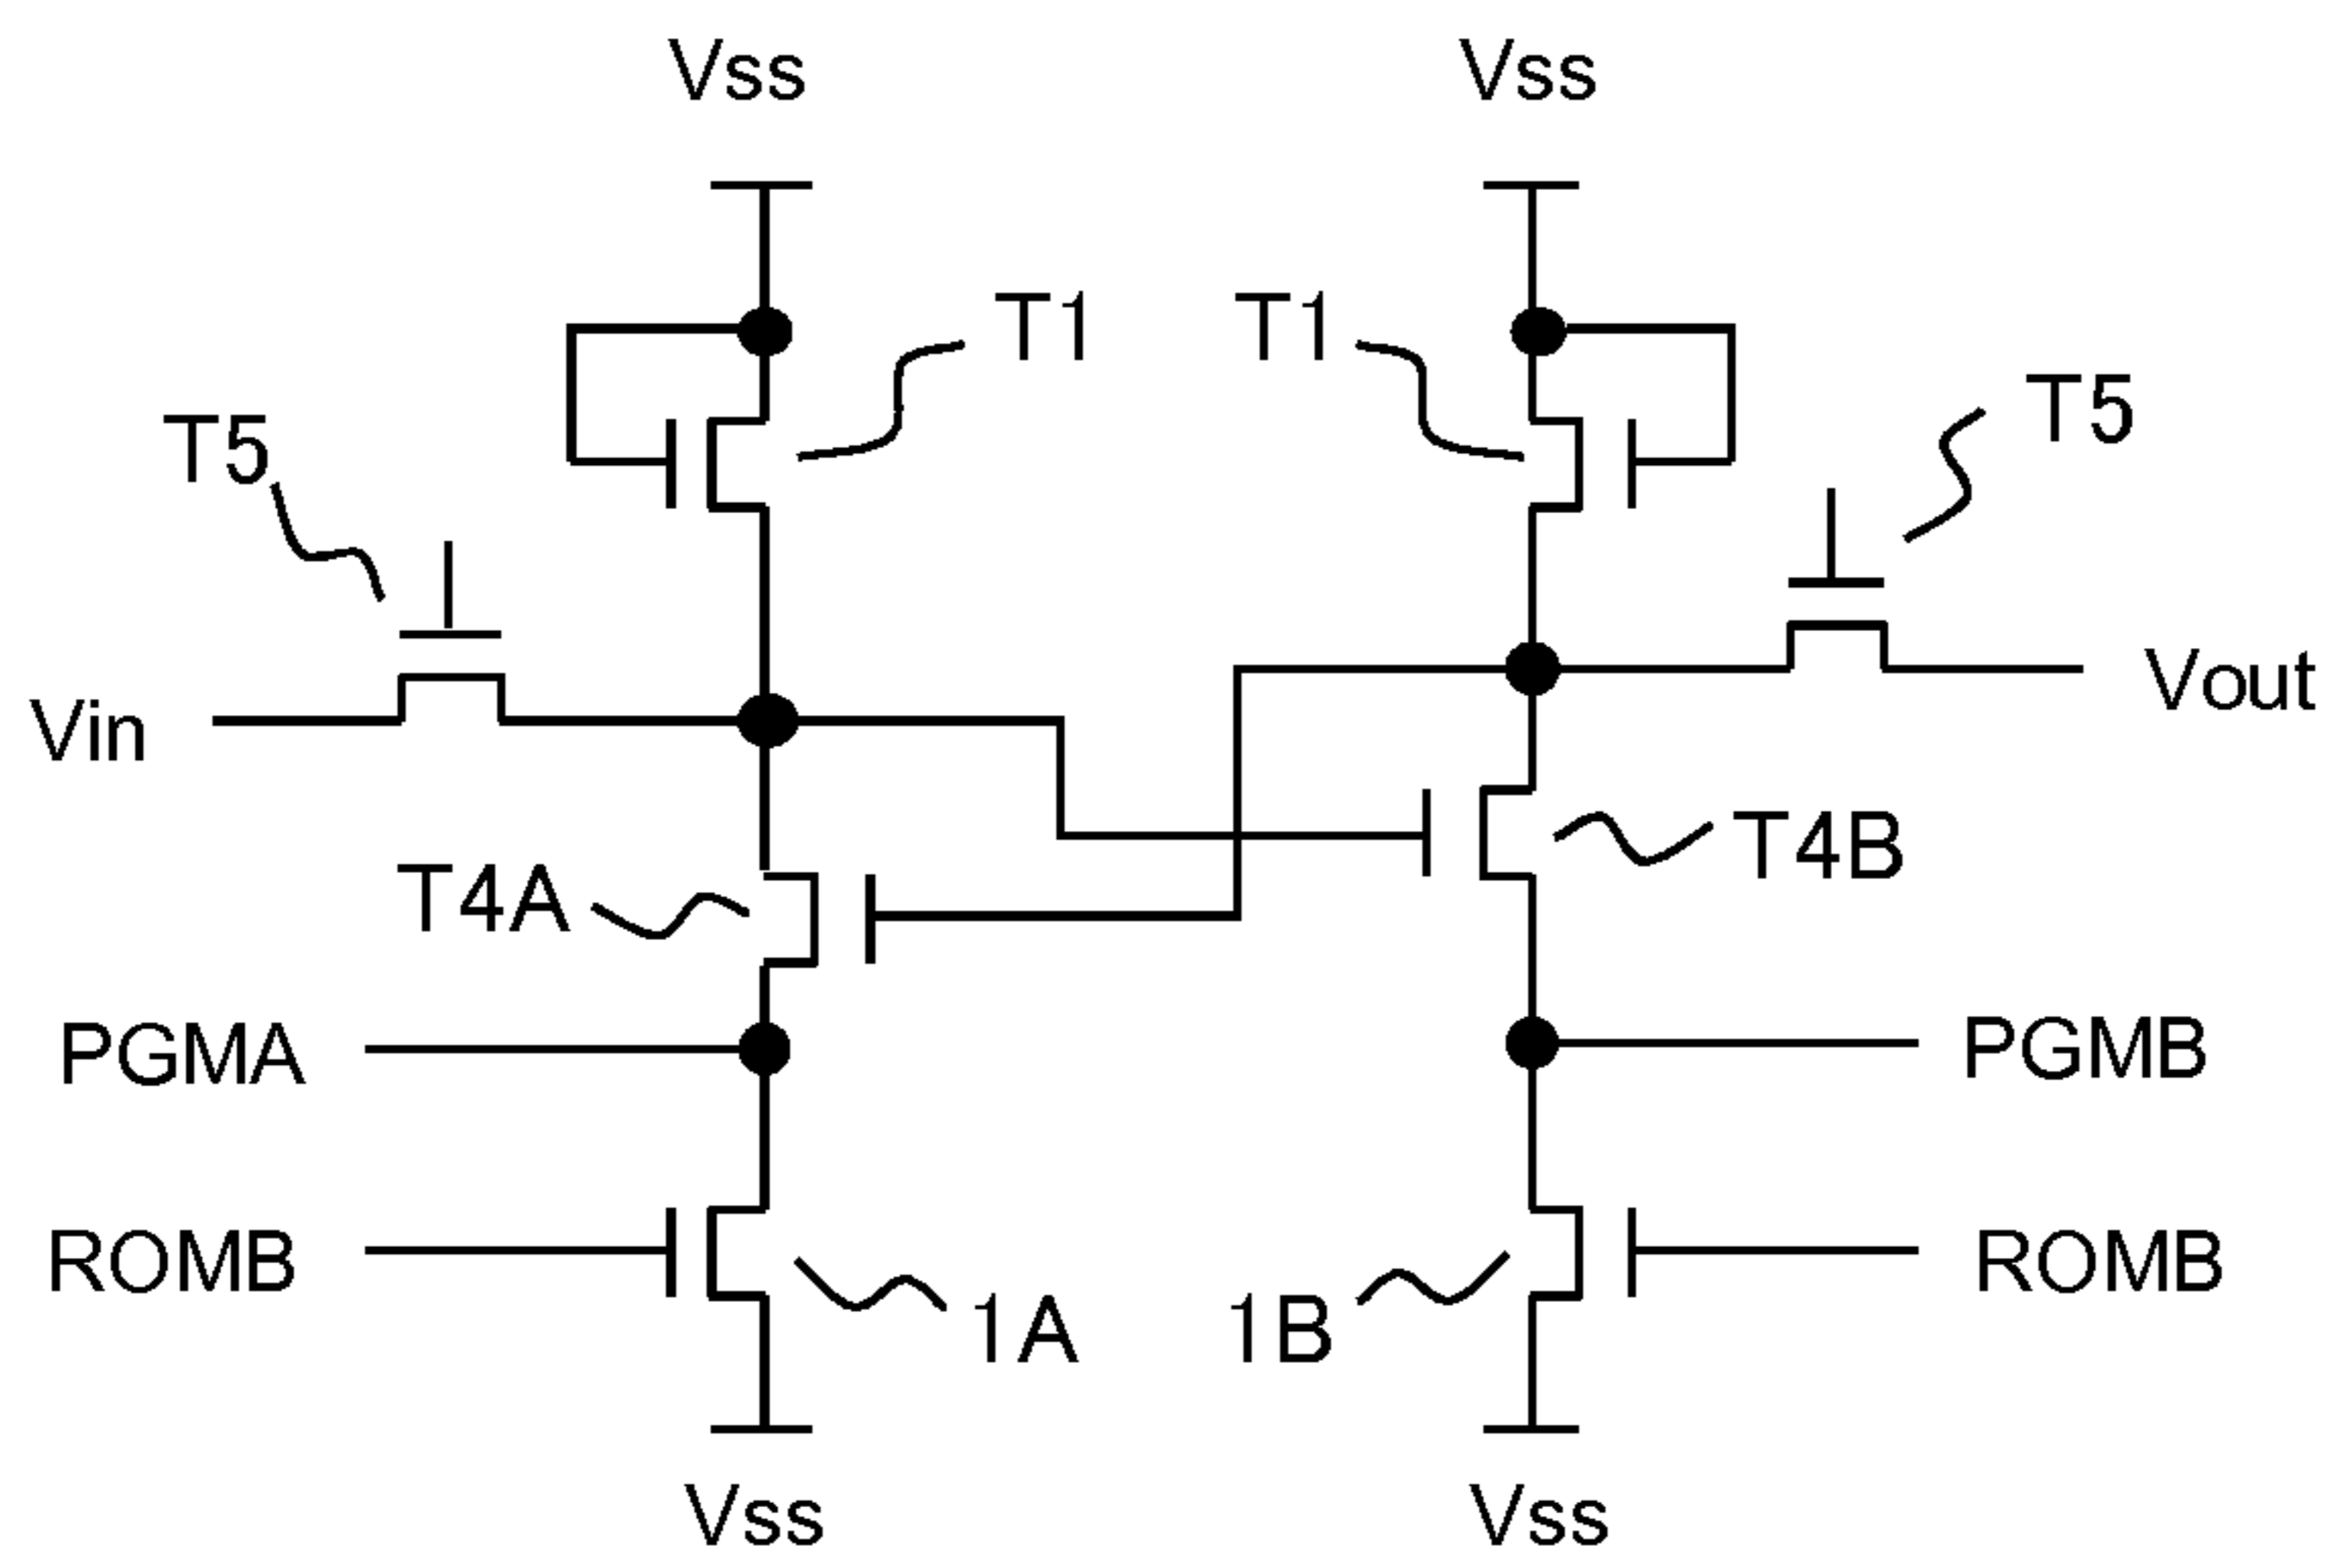 Vss Vss
T1 T1
T5 T5
Vin Vout
T4A T4B
PGMA PGMB
ROMB ROMB
1A 1B
Vss Vss